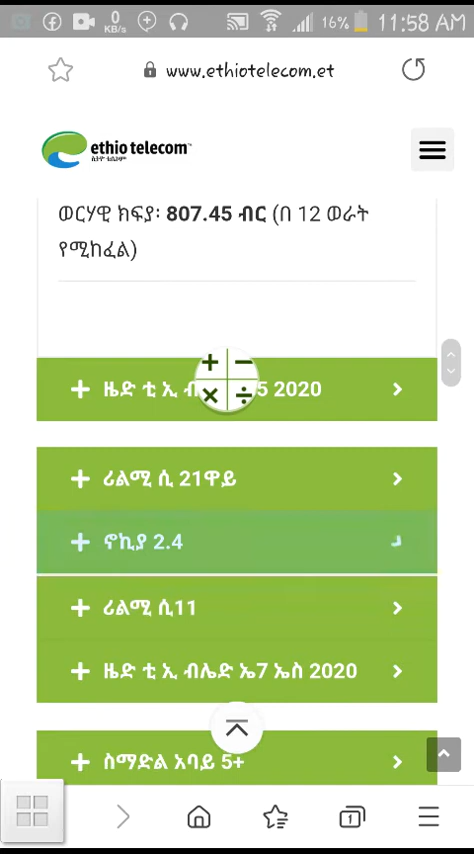 0
KB/s
16%
11:58 AM
www.ethiotelecom.et
ethio telecom™
ኢትዮ ቴሌኮም
ወርሃዊ ክፍያ፡ 807.45 ብር (በ 12 ወራት
የሚከፈል)
ዜድ ቲ ኢ 5 2020
ሪልሚ ሲ 21ዋይ
ኖኪያ 2.4
ሪልሚ ሲ11
ዜድ ቲ ኢ ብሌድ ኤ7 ኤስ 2020
ስማድል አባይ 5+
1